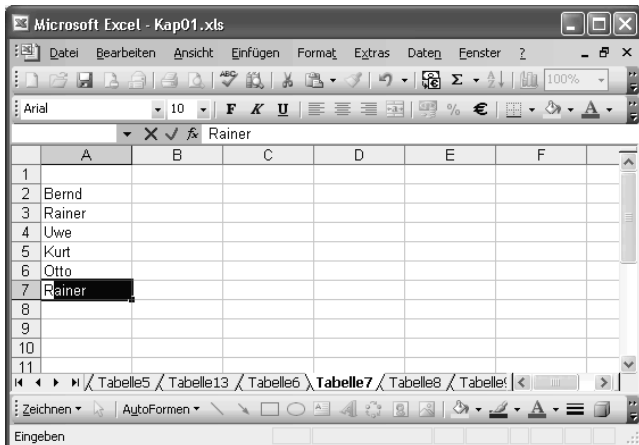 Microsoft Excel - Kap01.xls
Datei Bearbeiten Ansicht Einfügen Format Extras Daten Fenster ?
100%
Arial 10 F K U % €
fx Rainer
A B C D E F
1
2 Bernd
3 Rainer
4 Uwe
5 Kurt
6 Otto
7 Rainer
8
9
10
11
Tabelle5 Tabelle13 Tabelle6 Tabelle7 Tabelle8 Tabelle9
Zeichnen AutoFormen
Eingeben